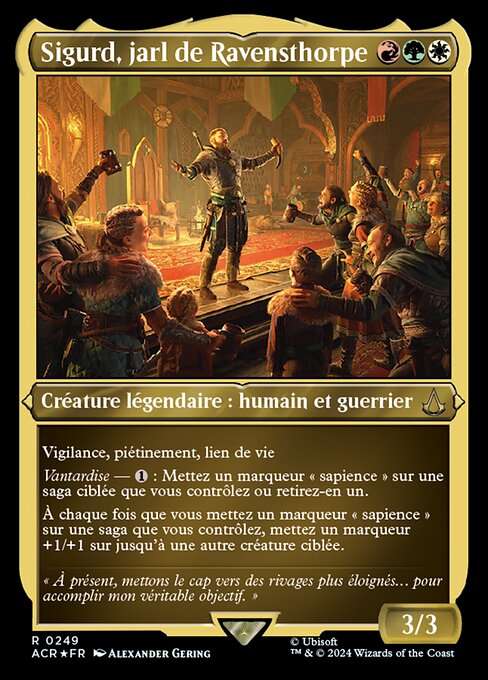 Sigurd, jarl de Ravensthorpe
Créature légendaire : humain et guerrier
Vigilance, piétinement, lien de vie
Vantardise — 1 : Mettez un marqueur « sapience » sur une
saga ciblée que vous contrôlez ou retirez-en un.
À chaque fois que vous mettez un marqueur « sapience »
sur une saga que vous contrôlez, mettez un marqueur
+1/+1 sur jusqu'à une autre créature ciblée.
« À présent, mettons le cap vers des rivages plus éloignés… pour
accomplir mon véritable objectif. »
3/3
R 0249
ACR★FR Alexander Gering
© Ubisoft
™ & © 2024 Wizards of the Coast